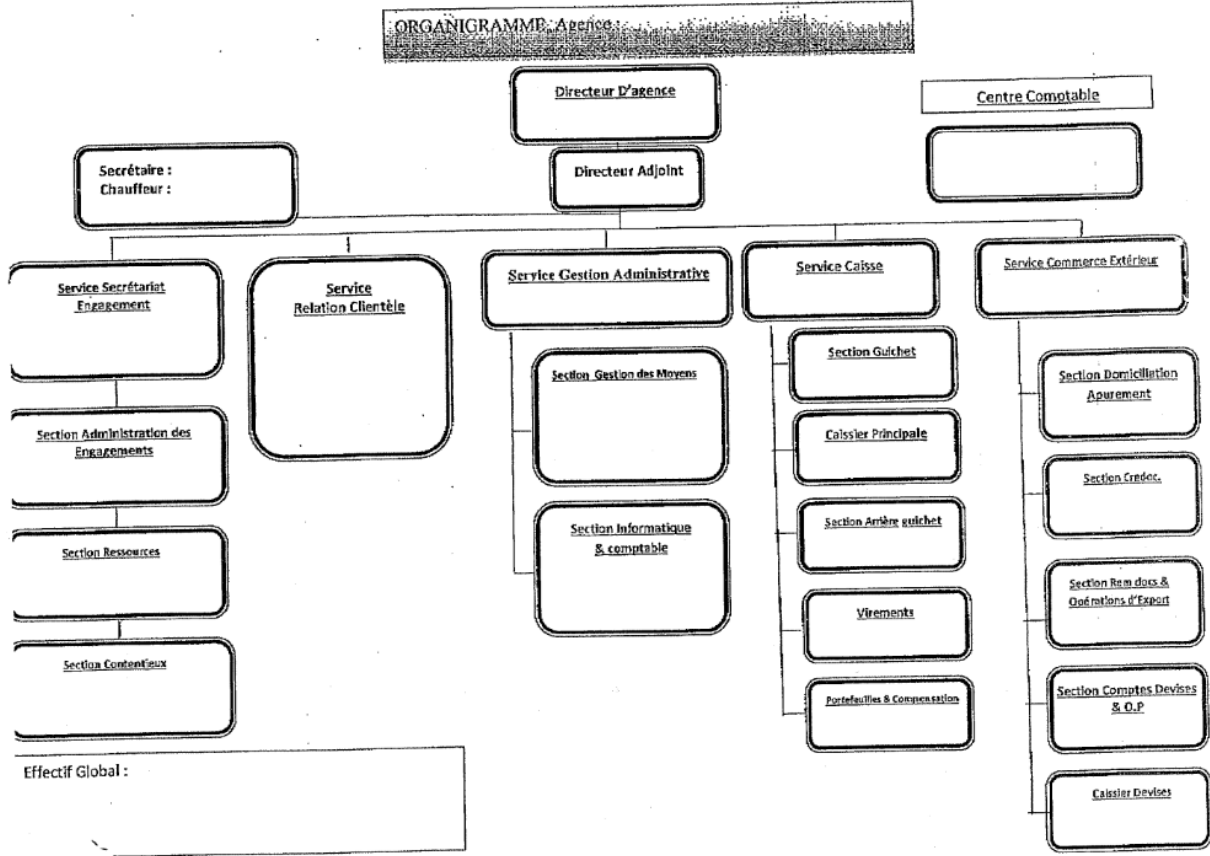 ORGANIGRAMME Agence :
Directeur D'agence
Centre Comptable
Secrétaire :
Chauffeur :
Directeur Adjoint
Service Secrétariat
Engagement
Service
Relation Clientèle
Service Gestion Administrative
Service Caisse
Service Commerce Extérieur
Section Administration des
Engagements
Section Ressources
Section Contentieux
Section Gestion des Moyens
Section Informatique
& comptable
Section Guichet
Caissier Principale
Section Arrière guichet
Virements
Portefeuilles & Compensation
Section Domiciliation
Apurement
Section Credoc.
Section Rem docs &
Opérations d'Export
Section Comptes Devises
& O.P
Caissier Devises
Effectif Global :